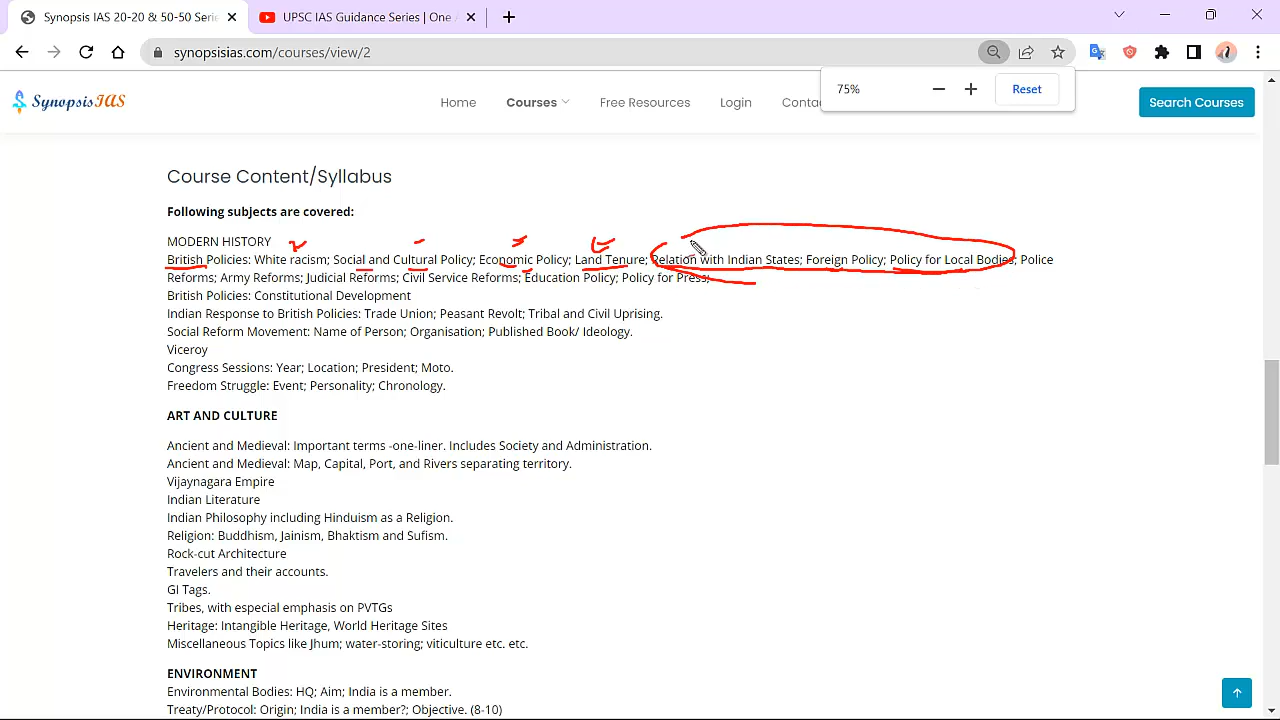 Synopsis IAS 20-20 & 50-50 Serie
UPSC IAS Guidance Series | One A
synopsisias.com/courses/view/2
75%
Reset
SynopsisIAS
Home
Courses
Free Resources
Login
Search Courses
Course Content/Syllabus
Following subjects are covered:
MODERN HISTORY
British Policies: White racism; Social and Cultural Policy; Economic Policy; Land Tenure; Relation with Indian States; Foreign Policy; Policy for Local Bodies; Police
Reforms; Army Reforms; Judicial Reforms; Civil Service Reforms; Education Policy; Policy for Press;
British Policies: Constitutional Development
Indian Response to British Policies: Trade Union; Peasant Revolt; Tribal and Civil Uprising.
Social Reform Movement: Name of Person; Organisation; Published Book/ Ideology.
Viceroy
Congress Sessions: Year; Location; President; Moto.
Freedom Struggle: Event; Personality; Chronology.
ART AND CULTURE
Ancient and Medieval: Important terms -one-liner. Includes Society and Administration.
Ancient and Medieval: Map, Capital, Port, and Rivers separating territory.
Vijaynagara Empire
Indian Literature
Indian Philosophy including Hinduism as a Religion.
Religion: Buddhism, Jainism, Bhaktism and Sufism.
Rock-cut Architecture
Travelers and their accounts.
GI Tags.
Tribes, with especial emphasis on PVTGs
Heritage: Intangible Heritage, World Heritage Sites
Miscellaneous Topics like Jhum; water-storing; viticulture etc. etc.
ENVIRONMENT
Environmental Bodies: HQ; Aim; India is a member.
Treaty/Protocol: Origin; India is a member?; Objective. (8-10)